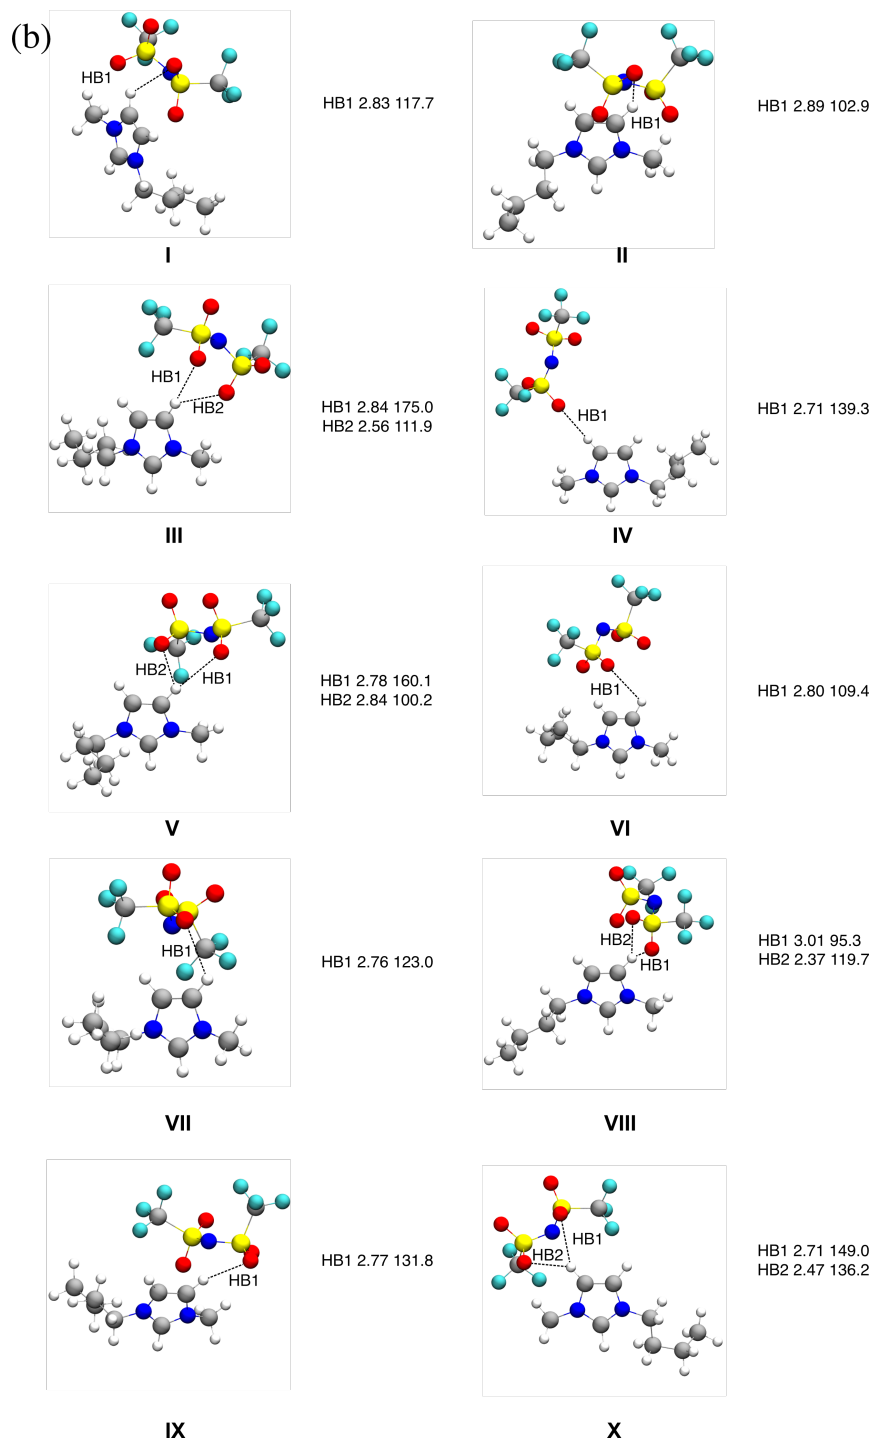 (b)
HB1
HB1 2.83 117.7
I
HB1
HB1 2.89 102.9
II
HB1
HB2
HB1 2.84 175.0
HB2 2.56 111.9
III
HB1
HB1 2.71 139.3
IV
HB2
HB1
HB1 2.78 160.1
HB2 2.84 100.2
V
HB1
HB1 2.80 109.4
VI
HB1
HB1 2.76 123.0
VII
HB2
HB1
HB1 3.01 95.3
HB2 2.37 119.7
VIII
HB1
HB1 2.77 131.8
IX
HB1
HB2
HB1 2.71 149.0
HB2 2.47 136.2
X